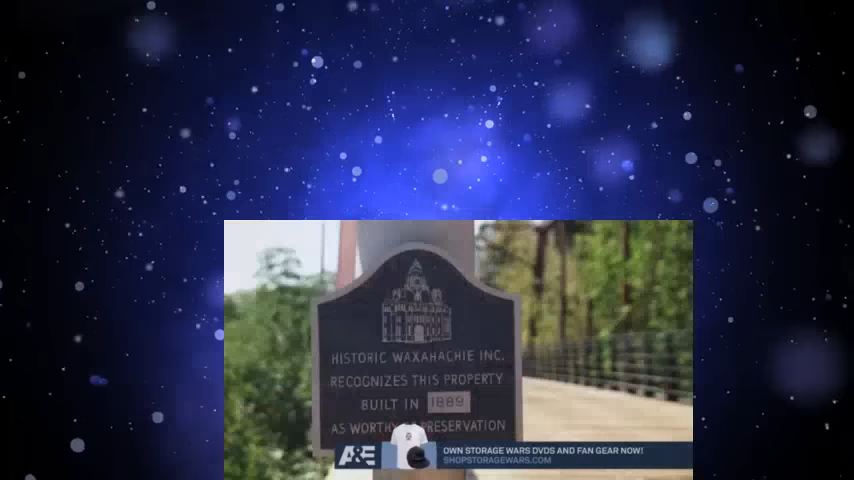 HISTORIC WAXAHACHIE INC.
RECOGNIZES THIS PROPERTY
BUILT IN 1889
AS WORTHY PRESERVATION
A&E
OWN STORAGE WARS DVDS AND FAN GEAR NOW!
SHOPSTORAGEWARS.COM